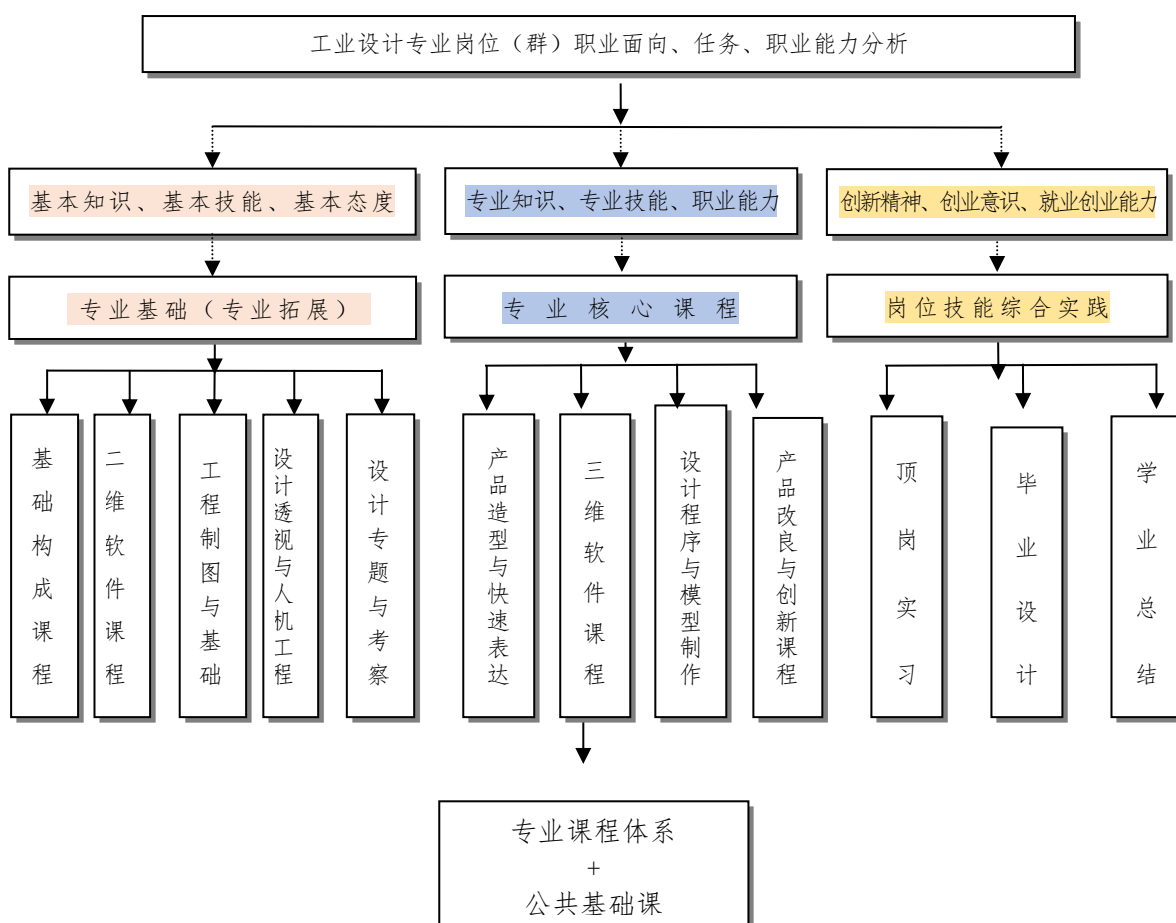 工业设计专业岗位（群）职业面向、任务、职业能力分析
基本知识、基本技能、基本态度
专业知识、专业技能、职业能力
创新精神、创业意识、就业创业能力
专业基础（专业拓展）
专业核心课程
岗位技能综合实践
基础构成课程
二维软件课程
工程制图与基础
设计透视与人机工程
设计专题与考察
产品造型与快速表达
三维软件课程
设计程序与模型制作
产品改良与创新课程
顶岗实习
毕业设计
学业总结
专业课程体系
+
公共基础课